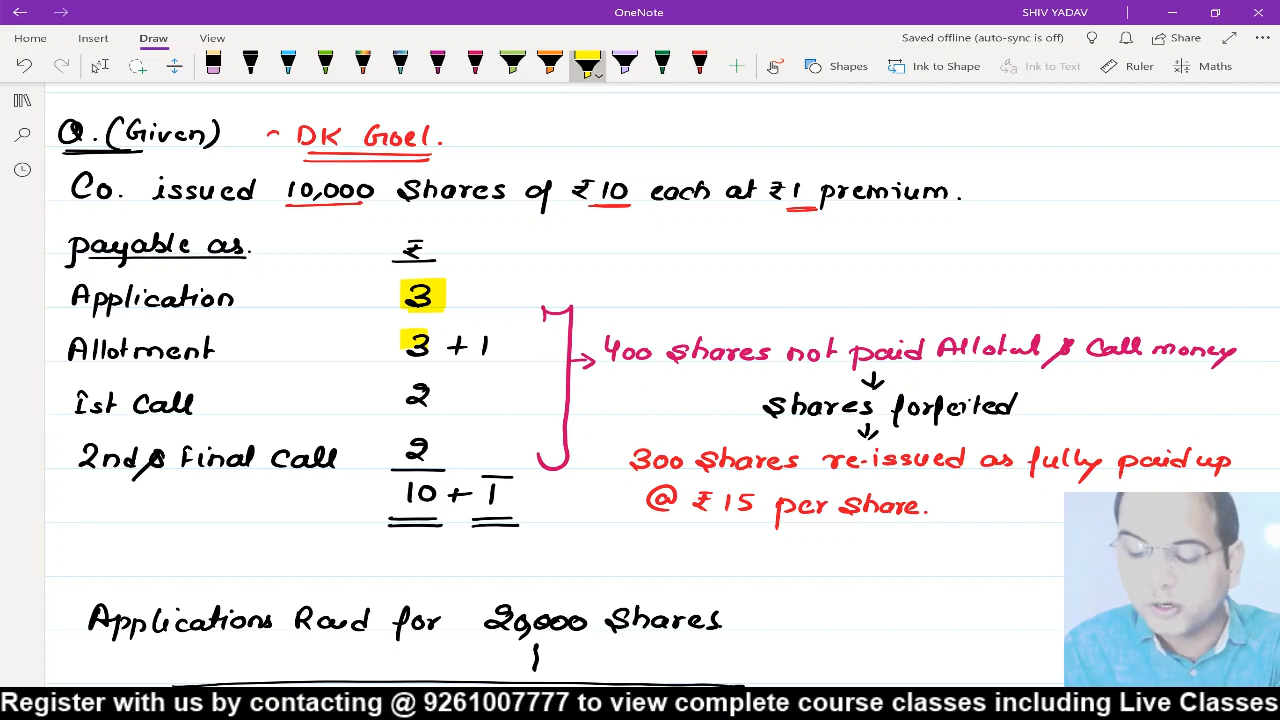 OneNote
SHIV YADAV
Home Insert Draw View
Saved offline (auto-sync is off)
Share
Shapes
Ink to Shape
Ink to Text
Ruler
Maths
Q. (Given) - DK Goel.
Co. issued 10,000 Shares of ₹10 each at ₹1 premium.
payable as. ₹
Application 3
Allotment 3 + 1
1st Call 2
2nd & Final Call 2
10 + 1
400 Shares not paid Allotal & Call money
Shares forfeited
300 Shares re-issued as fully paid up
@ ₹15 per share.
Applications Recd for 20,000 Shares
Register with us by contacting @ 9261007777 to view complete course classes including Live Classes